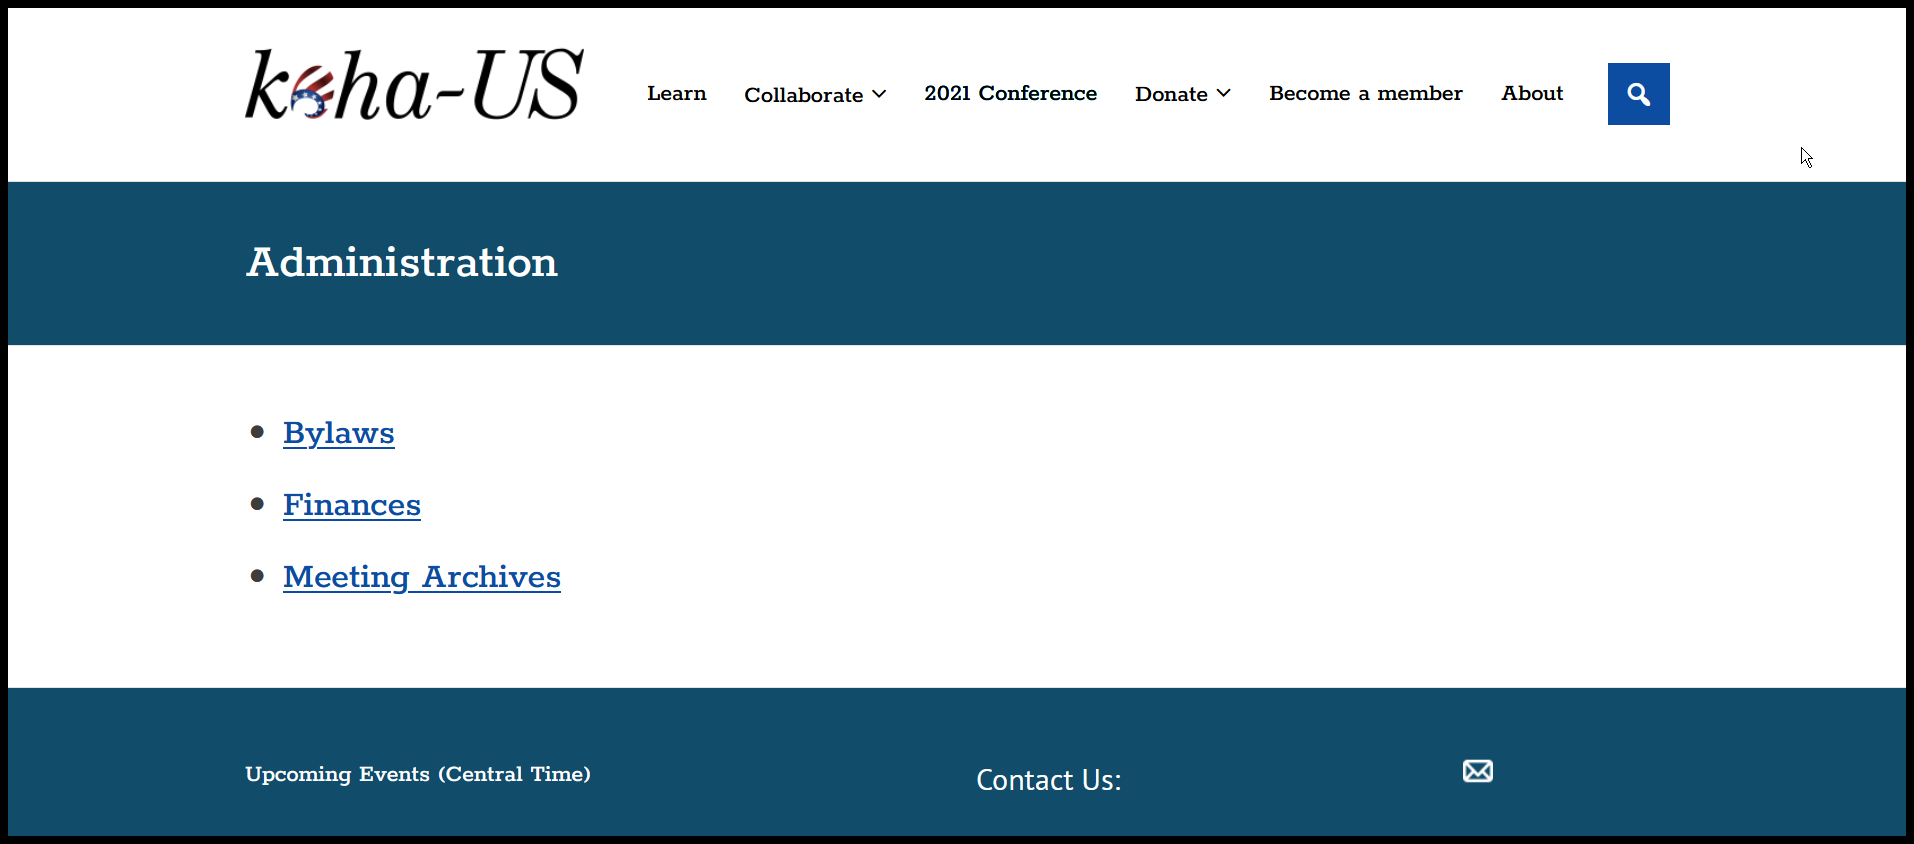 koha-US
Learn Collaborate 2021 Conference Donate Become a member About
Administration
Bylaws
Finances
Meeting Archives
Upcoming Events (Central Time)
Contact Us: